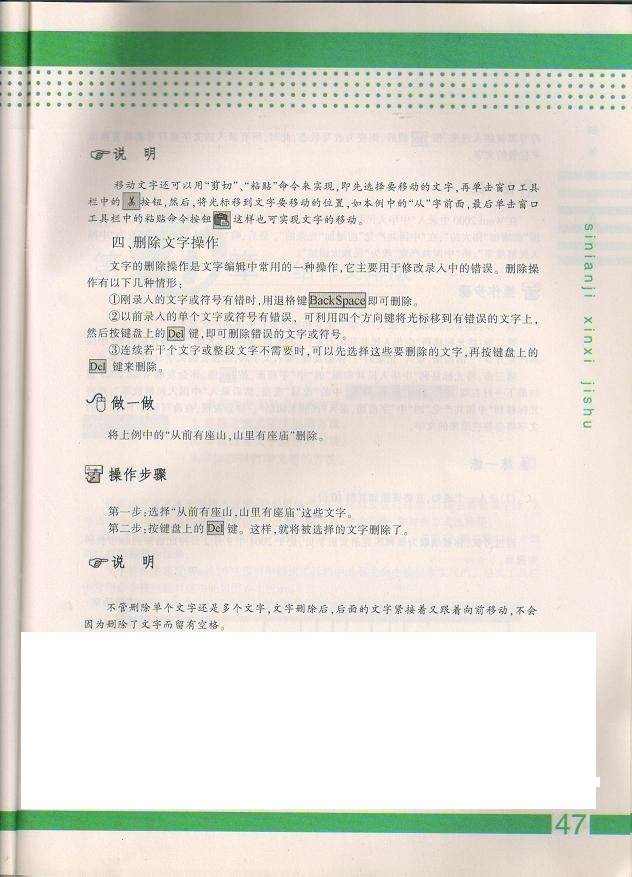 说 明
移动文字还可以用“剪切”、“粘贴”命令来实现,即先选择要移动的文字,再单击窗口工具
栏中的 按钮,然后,将光标移到文字要移动的位置,如本例中的“从”字前面,最后单击窗口
工具栏中的粘贴命令按钮 这样也可实现文字的移动。
四、删除文字操作
文字的删除操作是文字编辑中常用的一种操作,它主要用于修改录入中的错误。删除操
作有以下几种情形:
①刚录入的文字或符号有错时,用退格键BackSpace即可删除。
②以前录入的单个文字或符号有错误，可利用四个方向键将光标移到有错误的文字上,
然后按键盘上的 Del 键,即可删除错误的文字或符号。
③连续若干个文字或整段文字不需要时,可以先选择这些要删除的文字,再按键盘上的
Del 键来删除。
做一做
将上例中的“从前有座山,山里有座庙”删除。
操作步骤
第一步:选择“从前有座山,山里有座庙”这些文字。
第二步:按键盘上的 Del 键。这样,就将被选择的文字删除了。
说 明
不管删除单个文字还是多个文字,文字删除后,后面的文字紧接着又跟着向前移动,不会
因为删除了文字而留有空格。
sinianji xinxi jishu
47